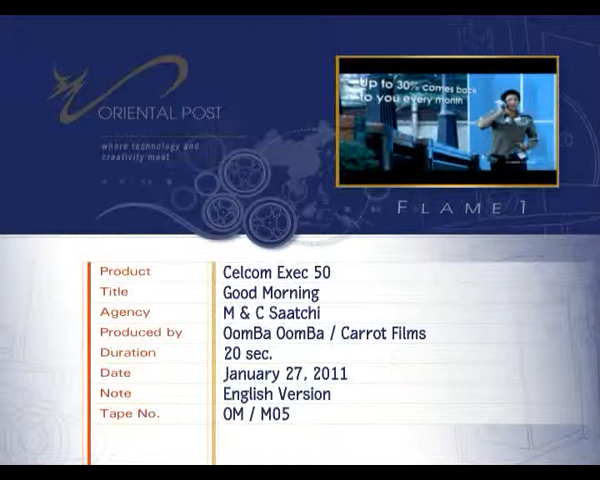 Up to 30% comes back
to you every month
ORIENTAL POST
where technology and
creativity meet
FLAME 1
Product Celcom Exec 50
Title Good Morning
Agency M & C Saatchi
Produced by OomBa OomBa / Carrot Films
Duration 20 sec.
Date January 27, 2011
Note English Version
Tape No. OM / M05